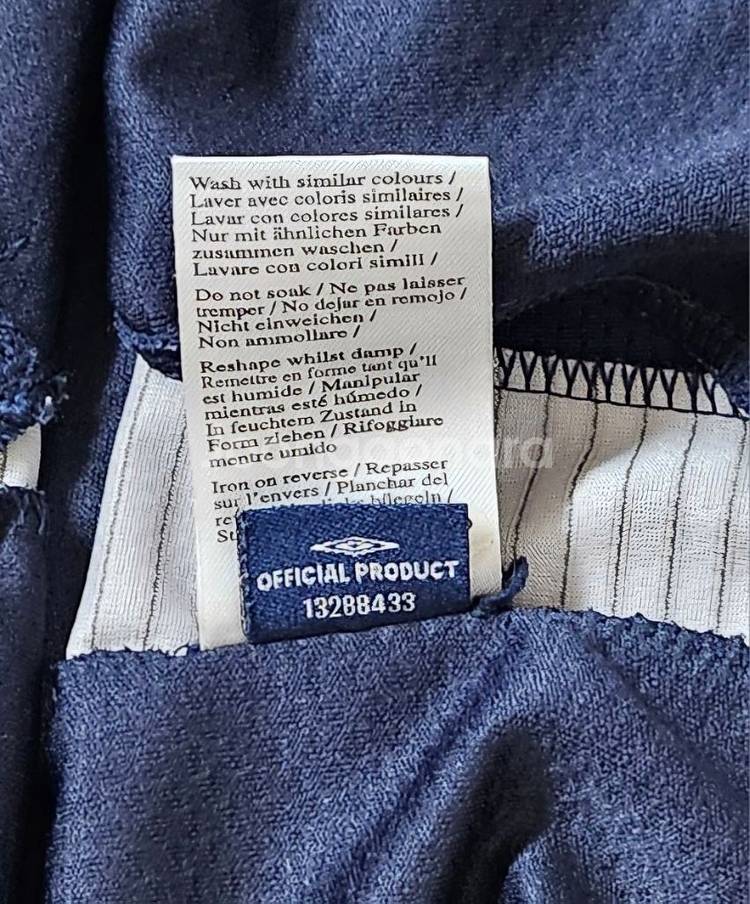 Wash with similar colours /
Laver avec coloris similaires /
Lavar con colores similares /
Nur mit ähnlichen Farben
zusammen waschen /
Lavare con colori simili /
Do not soak / Ne pas laisser
tremper / No dejar en remojo /
Nicht einweichen /
Non ammollare /
Reshape whilst damp /
Remettre en forme tant qu'il
est humide / Manipular
mientras esté húmedo /
In feuchtem Zustand in
Form ziehen / Rifoggiare
mentre umido
Iron on reverse / Repasser
sur l'envers / Planchar del
bügeln /
OFFICIAL PRODUCT
13288433